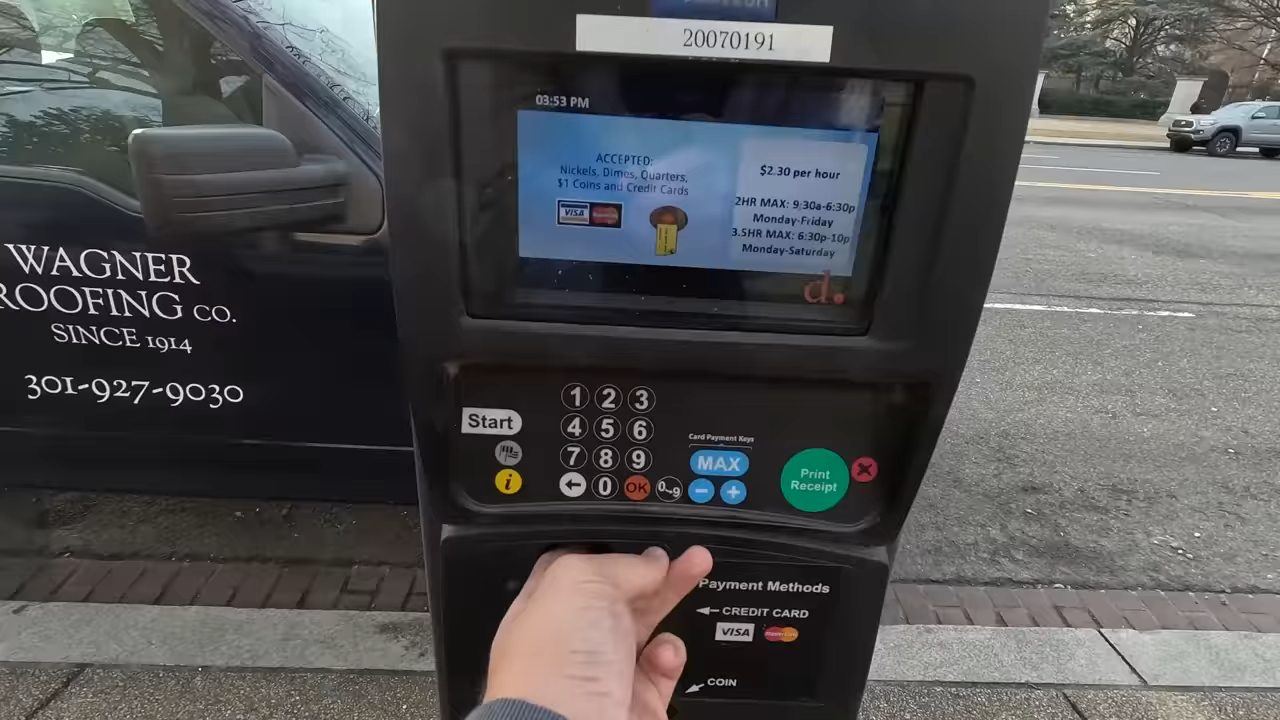 20070191
03:53 PM
ACCEPTED:
Nickels, Dimes, Quarters,
$1 Coins and Credit Cards
VISA
$2.30 per hour
2HR MAX: 9:30a-6:30p
Monday-Friday
3.5HR MAX: 6:30p-10p
Monday-Saturday
d.
WAGNER
ROOFING CO.
SINCE 1914
301-927-9030
Start
1 2 3
4 5 6
7 8 9
0 OK 0-9
i
Card Payment Keys
MAX
- +
Print
Receipt
Payment Methods
CREDIT CARD
VISA MasterCard
COIN